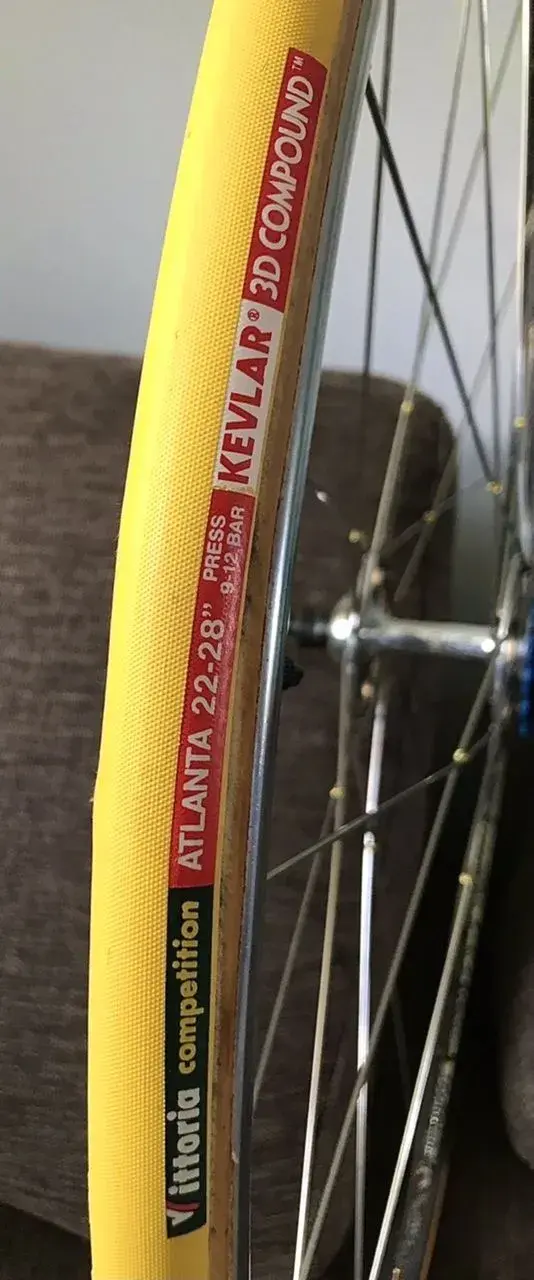 Vittoria competition
ATLANTA 22-28” PRESS
9-12 BAR
KEVLAR® 3D COMPOUND™